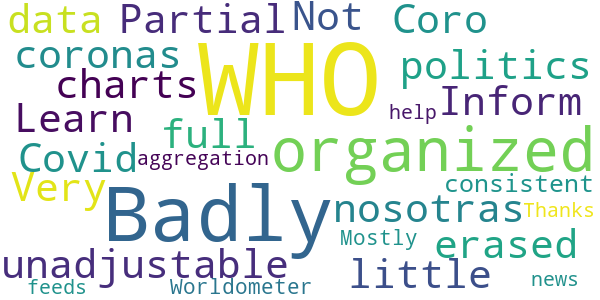 data Partial Not Coro
coronas WHO politics
charts help Inform
Learn full organized
Covid aggregation
Very Badly nosotras consistent
Thanks
unadjustable Mostly erased
feeds Worldometer little news